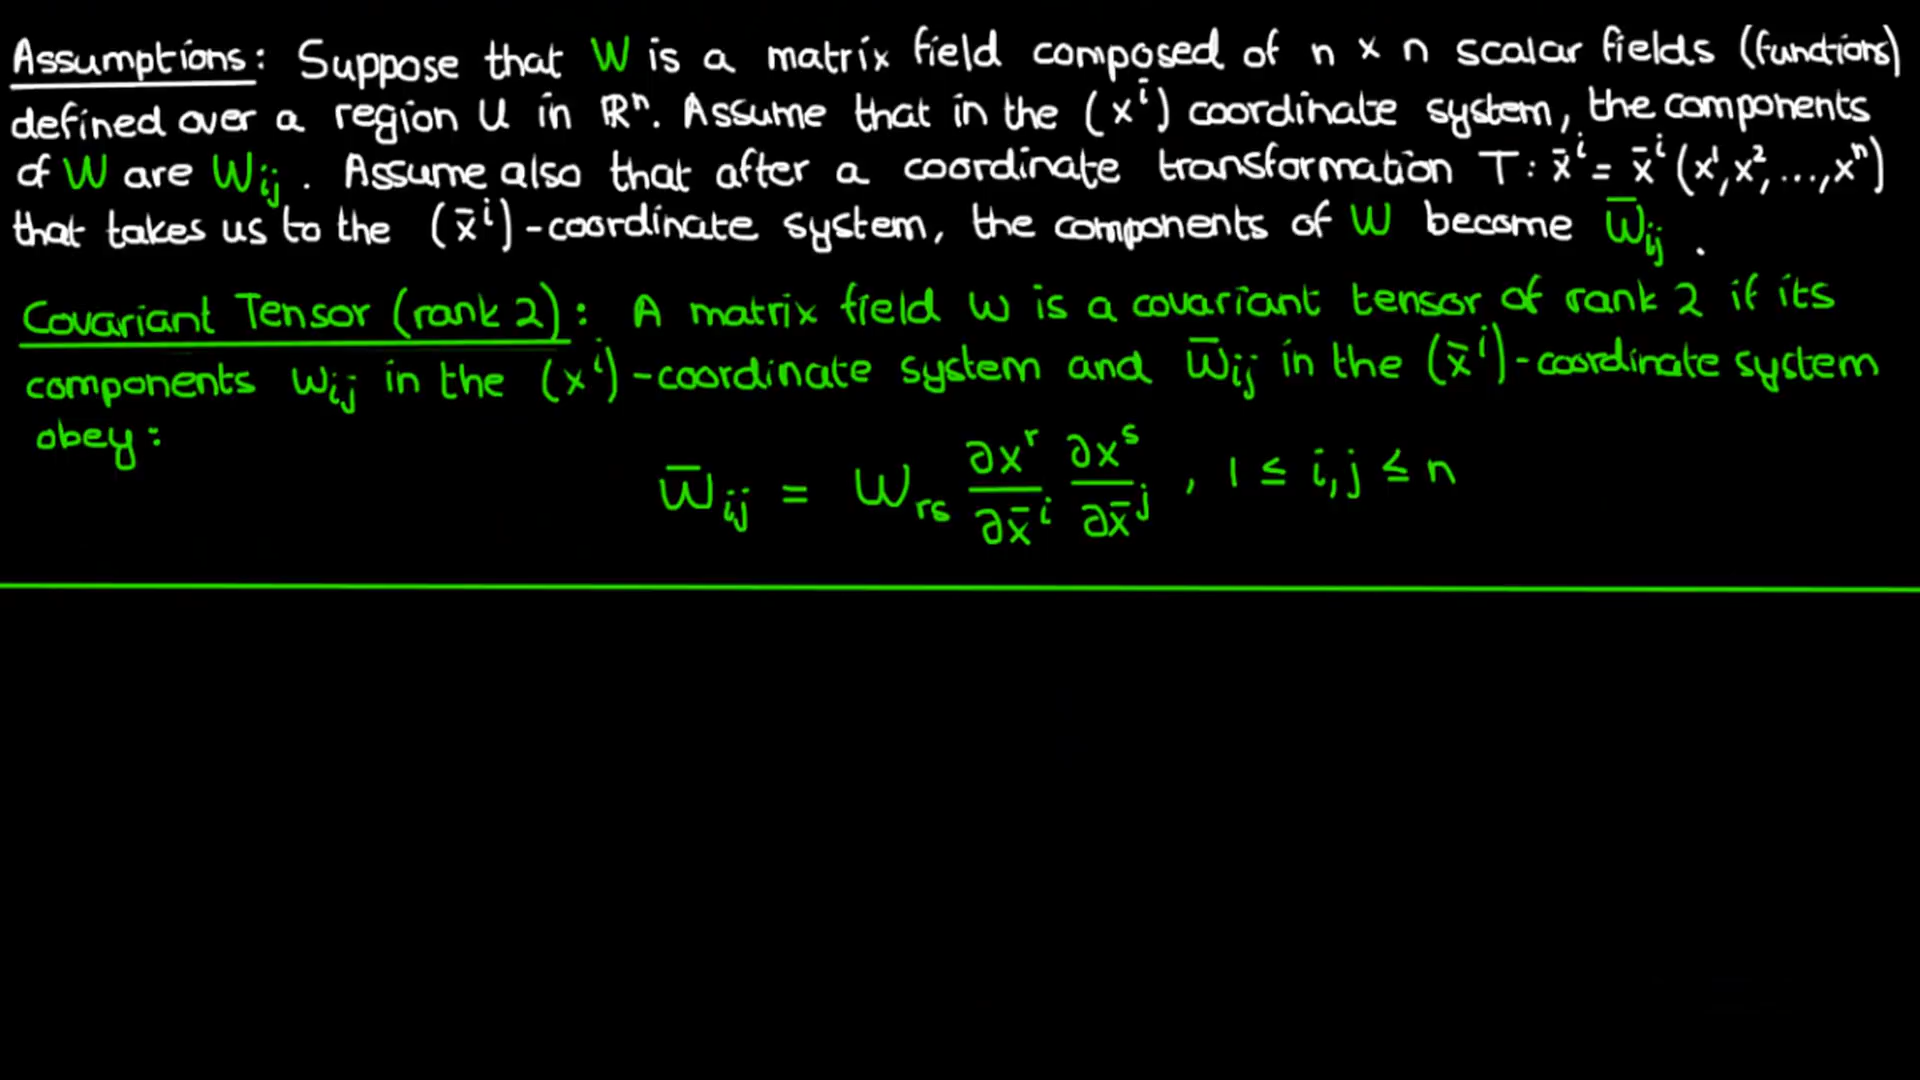 Assumptions: Suppose that W is a matrix field composed of n × n scalar fields (functions)
defined over a region U in ℝⁿ. Assume that in the (xⁱ) coordinate system, the components
of W are Wᵢⱼ. Assume also that after a coordinate transformation T: x̄ⁱ = x̄ⁱ(x¹, x², ..., xⁿ)
that takes us to the (x̄ⁱ)-coordinate system, the components of W become W̄ᵢⱼ.
Covariant Tensor (rank 2): A matrix field W is a covariant tensor of rank 2 if its
components Wᵢⱼ in the (xⁱ)-coordinate system and W̄ᵢⱼ in the (x̄ⁱ)-coordinate system
obey:
W̄ᵢⱼ = Wᵣₛ ∂xʳ/∂x̄ⁱ ∂xˢ/∂x̄ʲ, 1 ≤ i, j ≤ n